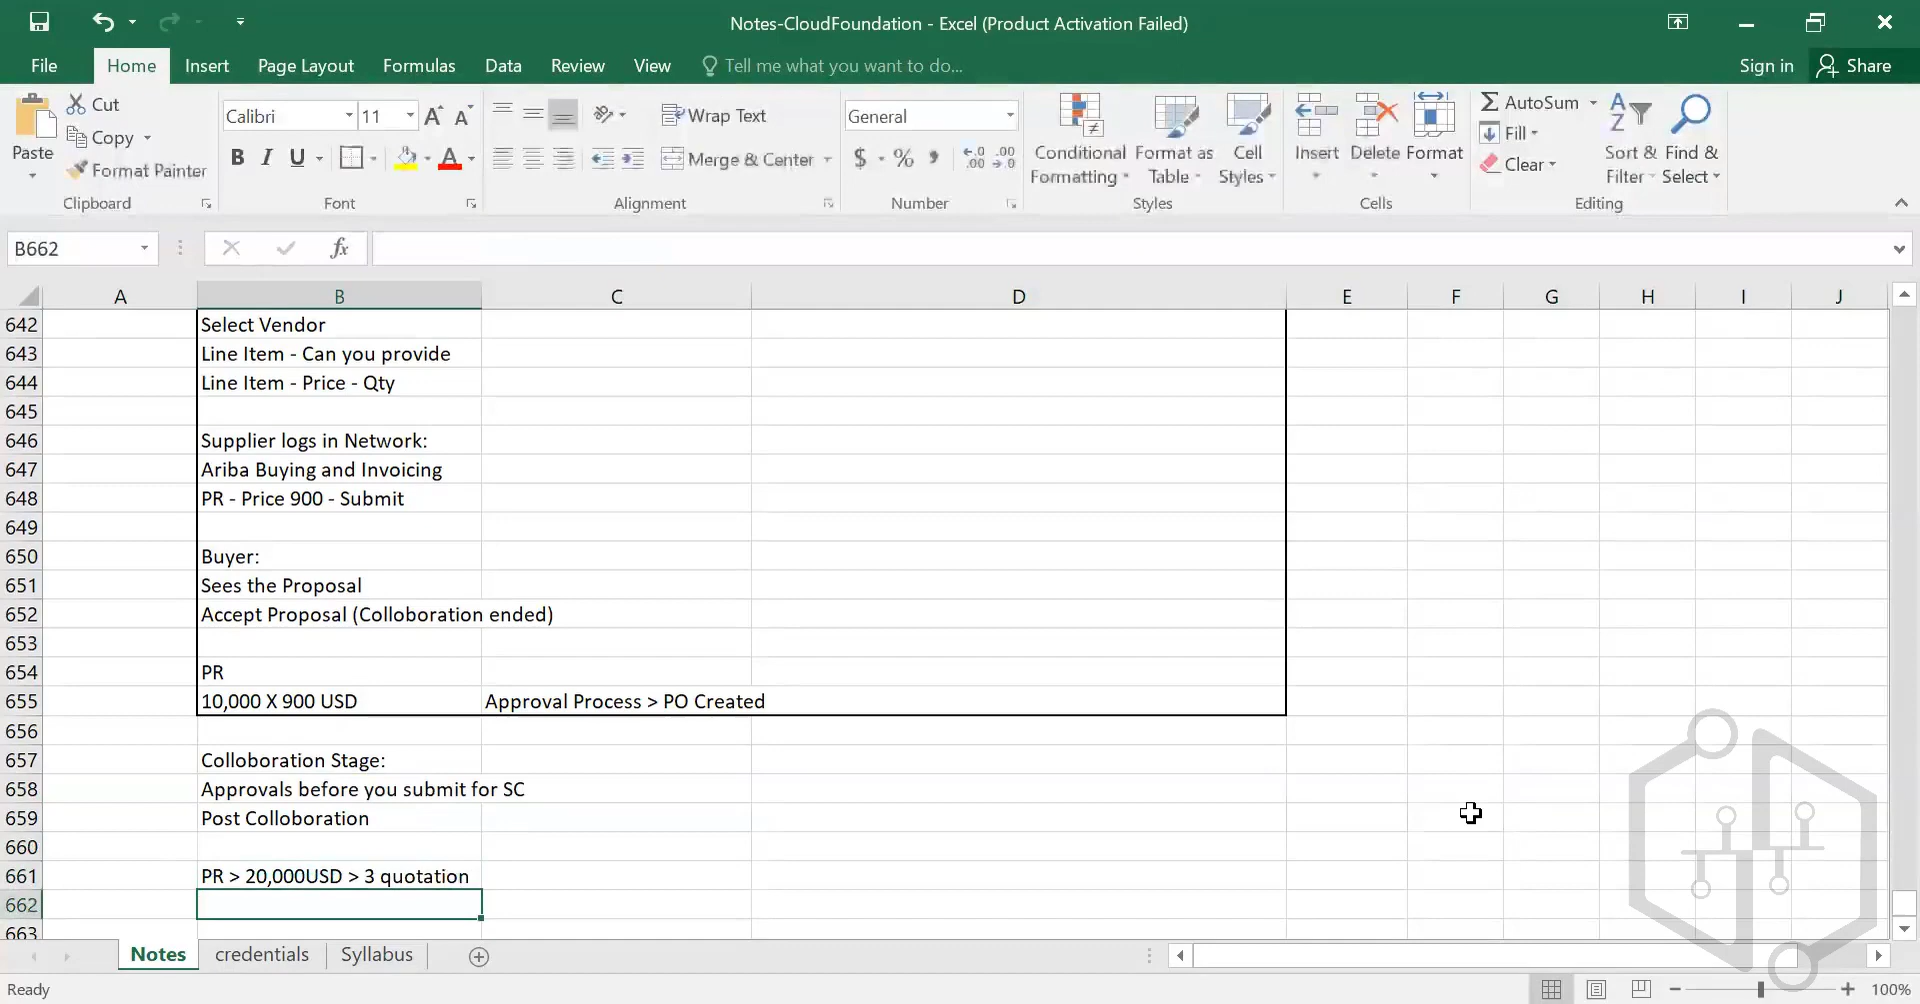 Notes-CloudFoundation - Excel (Product Activation Failed)
File Home Insert Page Layout Formulas Data Review View Tell me what you want to do... Sign in Share
Cut
Copy
Format Painter
Paste
Clipboard
Calibri 11
B I U
Font
Wrap Text
Merge & Center
Alignment
General
$ % ,
Number
Conditional Formatting
Format as Table
Cell Styles
Styles
Insert Delete Format
Cells
AutoSum
Fill
Clear
Sort & Filter
Find & Select
Editing
B662 fx
A B C D E F G H I J
642 Select Vendor
643 Line Item - Can you provide
644 Line Item - Price - Qty
645
646 Supplier logs in Network:
647 Ariba Buying and Invoicing
648 PR - Price 900 - Submit
649
650 Buyer:
651 Sees the Proposal
652 Accept Proposal (Colloboration ended)
653
654 PR
655 10,000 X 900 USD Approval Process > PO Created
656
657 Colloboration Stage:
658 Approvals before you submit for SC
659 Post Colloboration
660
661 PR > 20,000USD > 3 quotation
662
663
Notes credentials Syllabus
Ready 100%